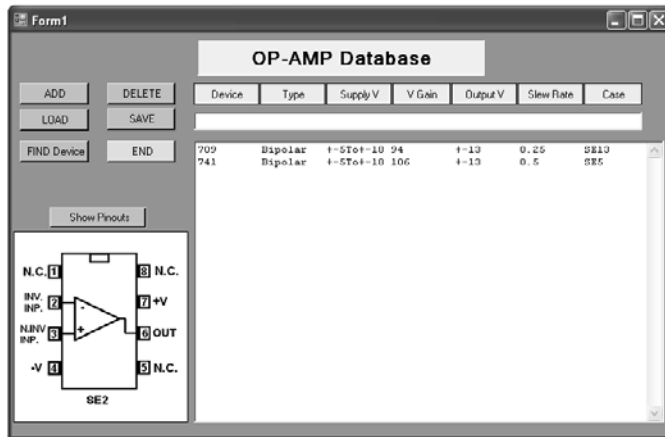 Form1
OP-AMP Database
ADD DELETE
LOAD SAVE
FIND Device END
Device Type Supply V V Gain Output V Slew Rate Case
709 Bipolar +-5To+-18 94 +-13 0.25 SE13
741 Bipolar +-5To+-18 106 +-13 0.5 SE5
Show Pinouts
N.C. 1 8 N.C.
INV. INP. 2 - 7 +V
N.INV INP. 3 + 6 OUT
-V 4 5 N.C.
SE2